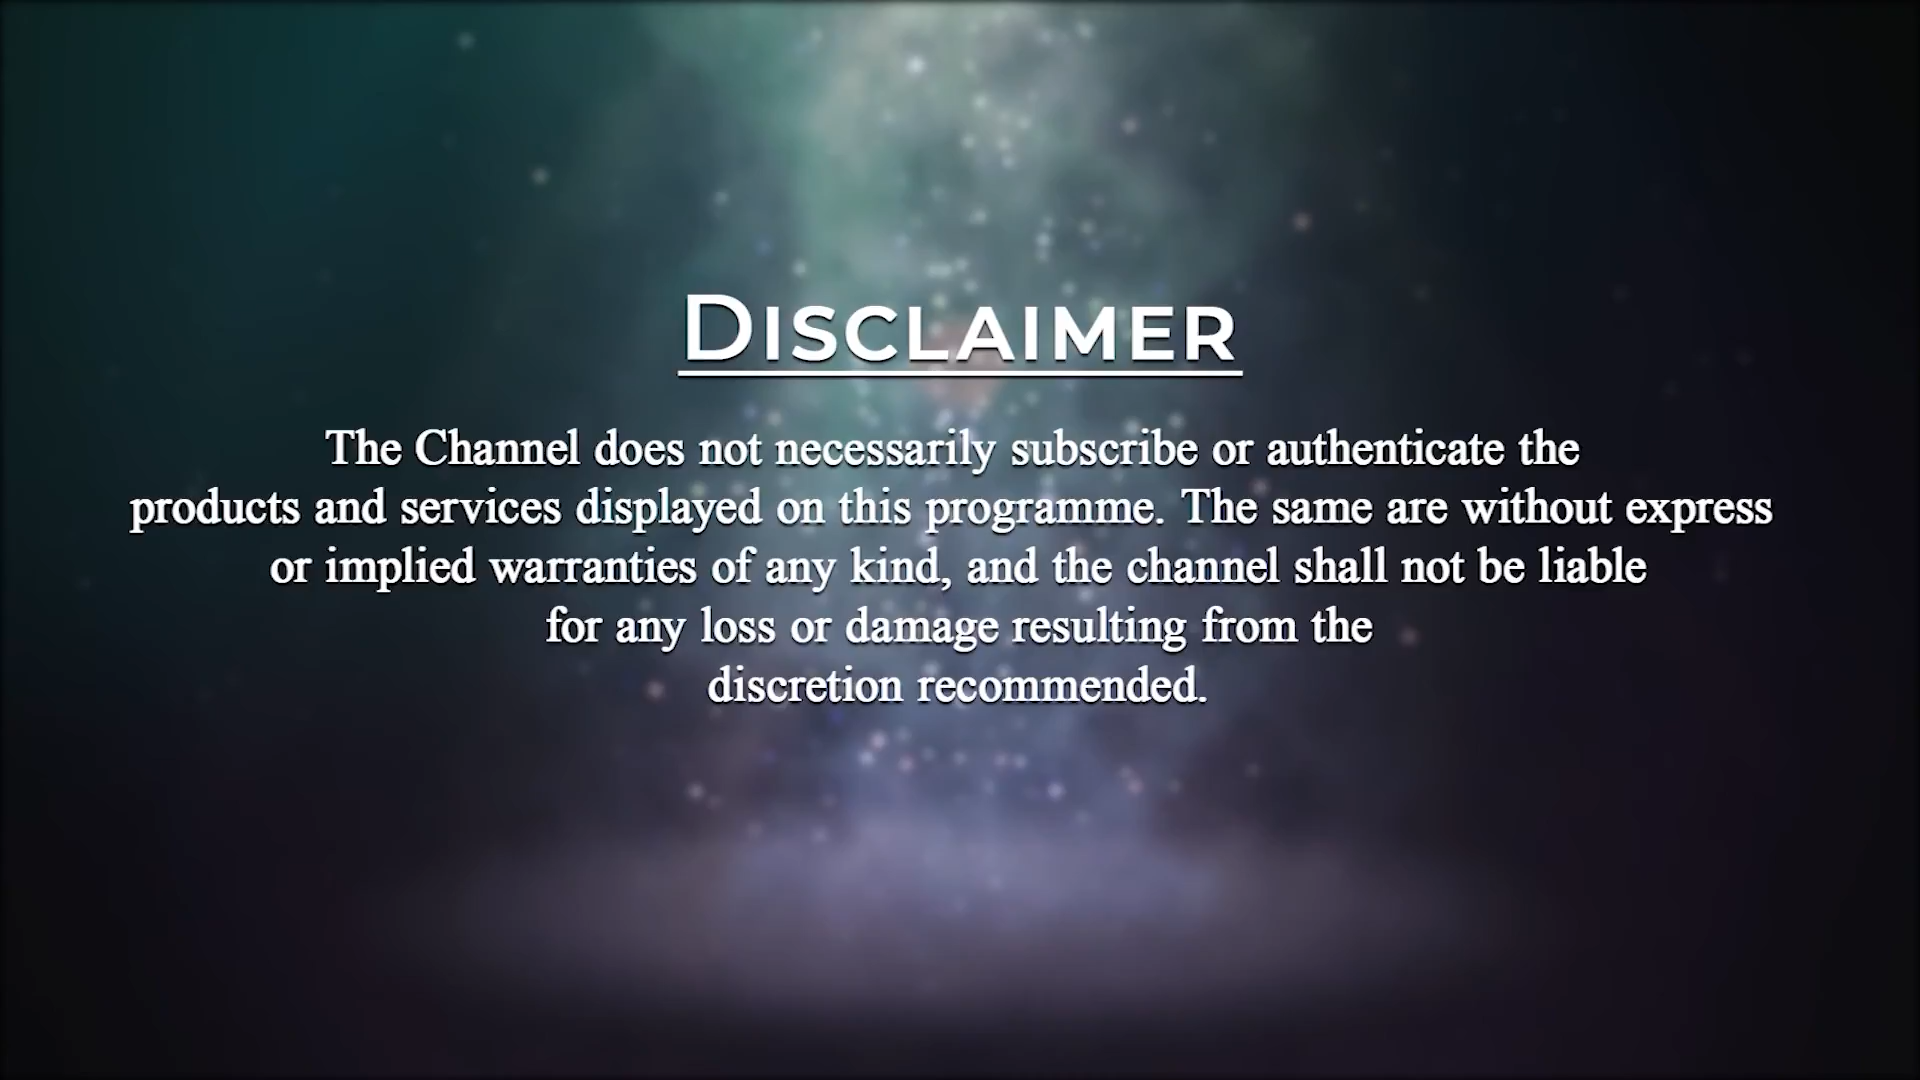 DISCLAIMER
The Channel does not necessarily subscribe or authenticate the
products and services displayed on this programme. The same are without express
or implied warranties of any kind, and the channel shall not be liable
for any loss or damage resulting from the
discretion recommended.